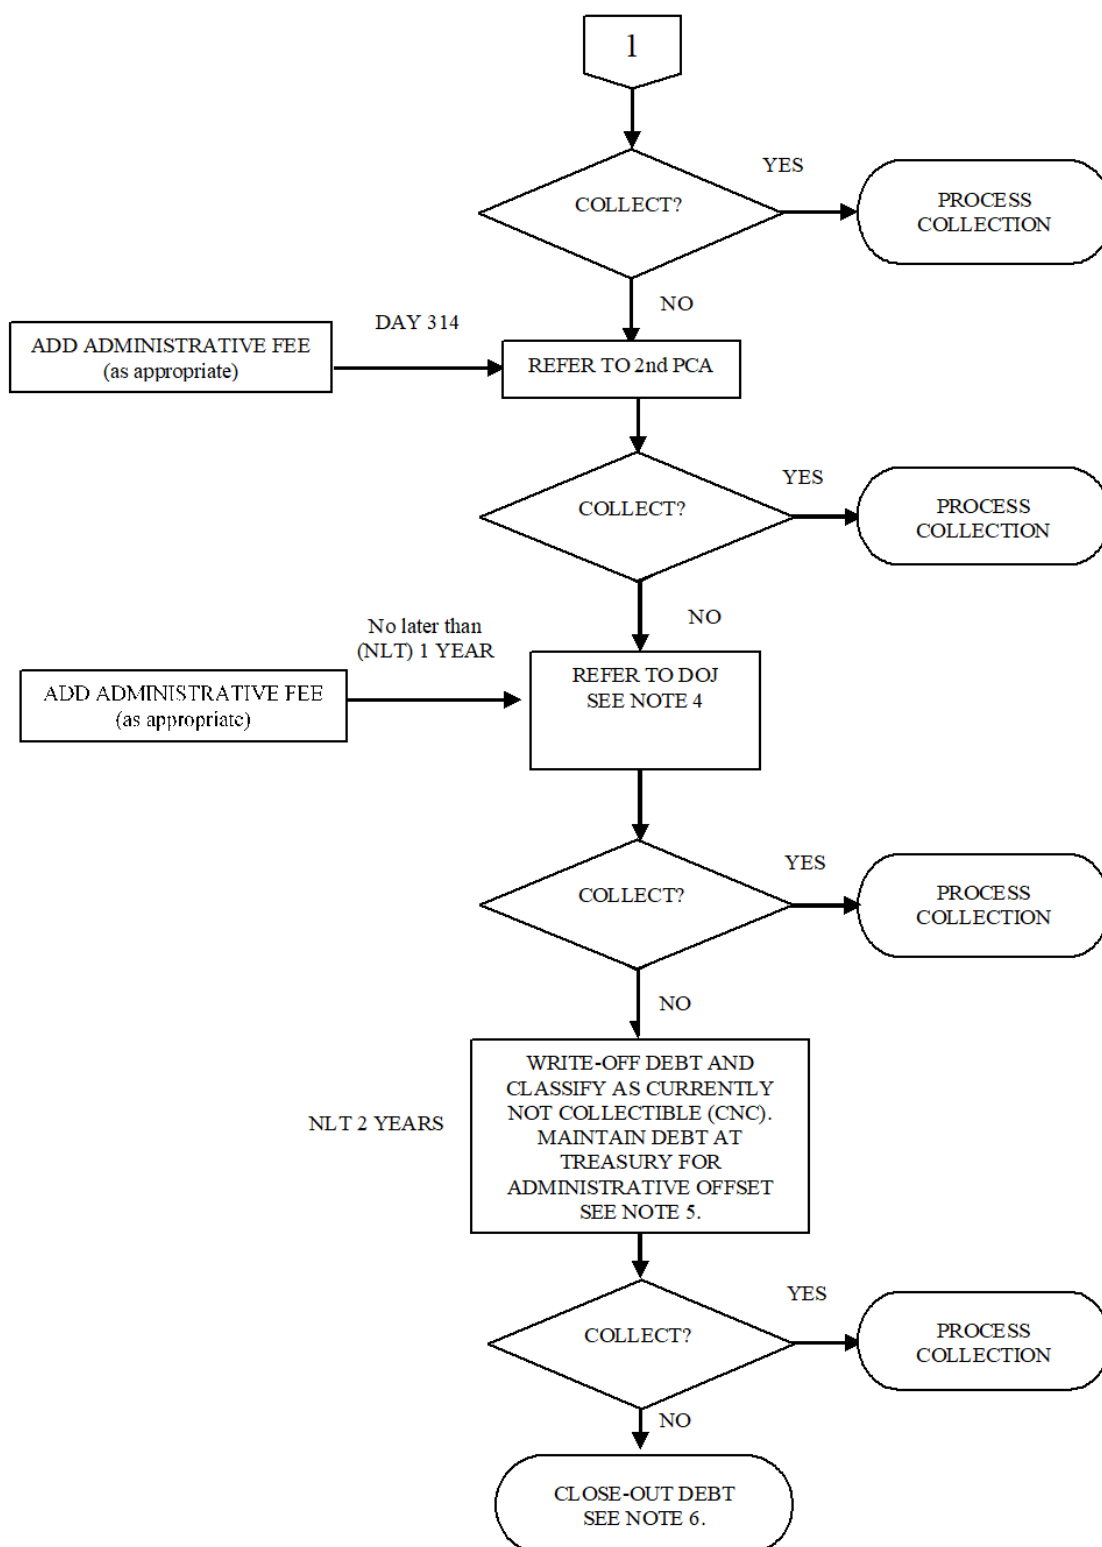 1
COLLECT?
YES
PROCESS
COLLECTION
NO
DAY 314
ADD ADMINISTRATIVE FEE
(as appropriate)
REFER TO 2nd PCA
COLLECT?
YES
PROCESS
COLLECTION
NO
No later than
(NLT) 1 YEAR
ADD ADMINISTRATIVE FEE
(as appropriate)
REFER TO DOJ
SEE NOTE 4
COLLECT?
YES
PROCESS
COLLECTION
NO
NLT 2 YEARS
WRITE-OFF DEBT AND
CLASSIFY AS CURRENTLY
NOT COLLECTIBLE (CNC).
MAINTAIN DEBT AT
TREASURY FOR
ADMINISTRATIVE OFFSET
SEE NOTE 5.
COLLECT?
YES
PROCESS
COLLECTION
NO
CLOSE-OUT DEBT
SEE NOTE 6.